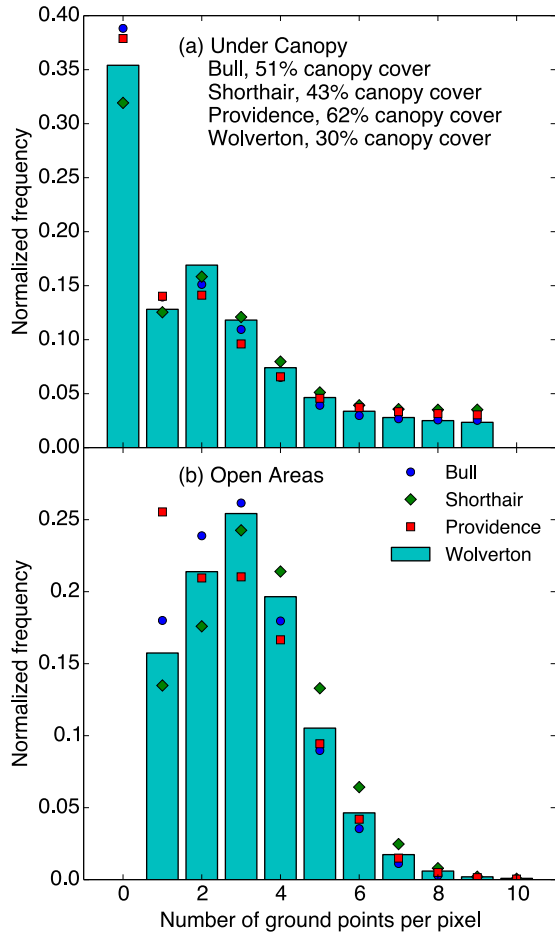 0.40
0.35
0.30
0.25
0.20
0.15
0.10
0.05
0.00
Normalized frequency
(a) Under Canopy
Bull, 51% canopy cover
Shorthair, 43% canopy cover
Providence, 62% canopy cover
Wolverton, 30% canopy cover
(b) Open Areas
Bull
Shorthair
Providence
Wolverton
0.25
0.2
0.15
0.1
0.05
0.0
Normalized frequency
0 2 4 6 8 10
Number of ground points per pixel